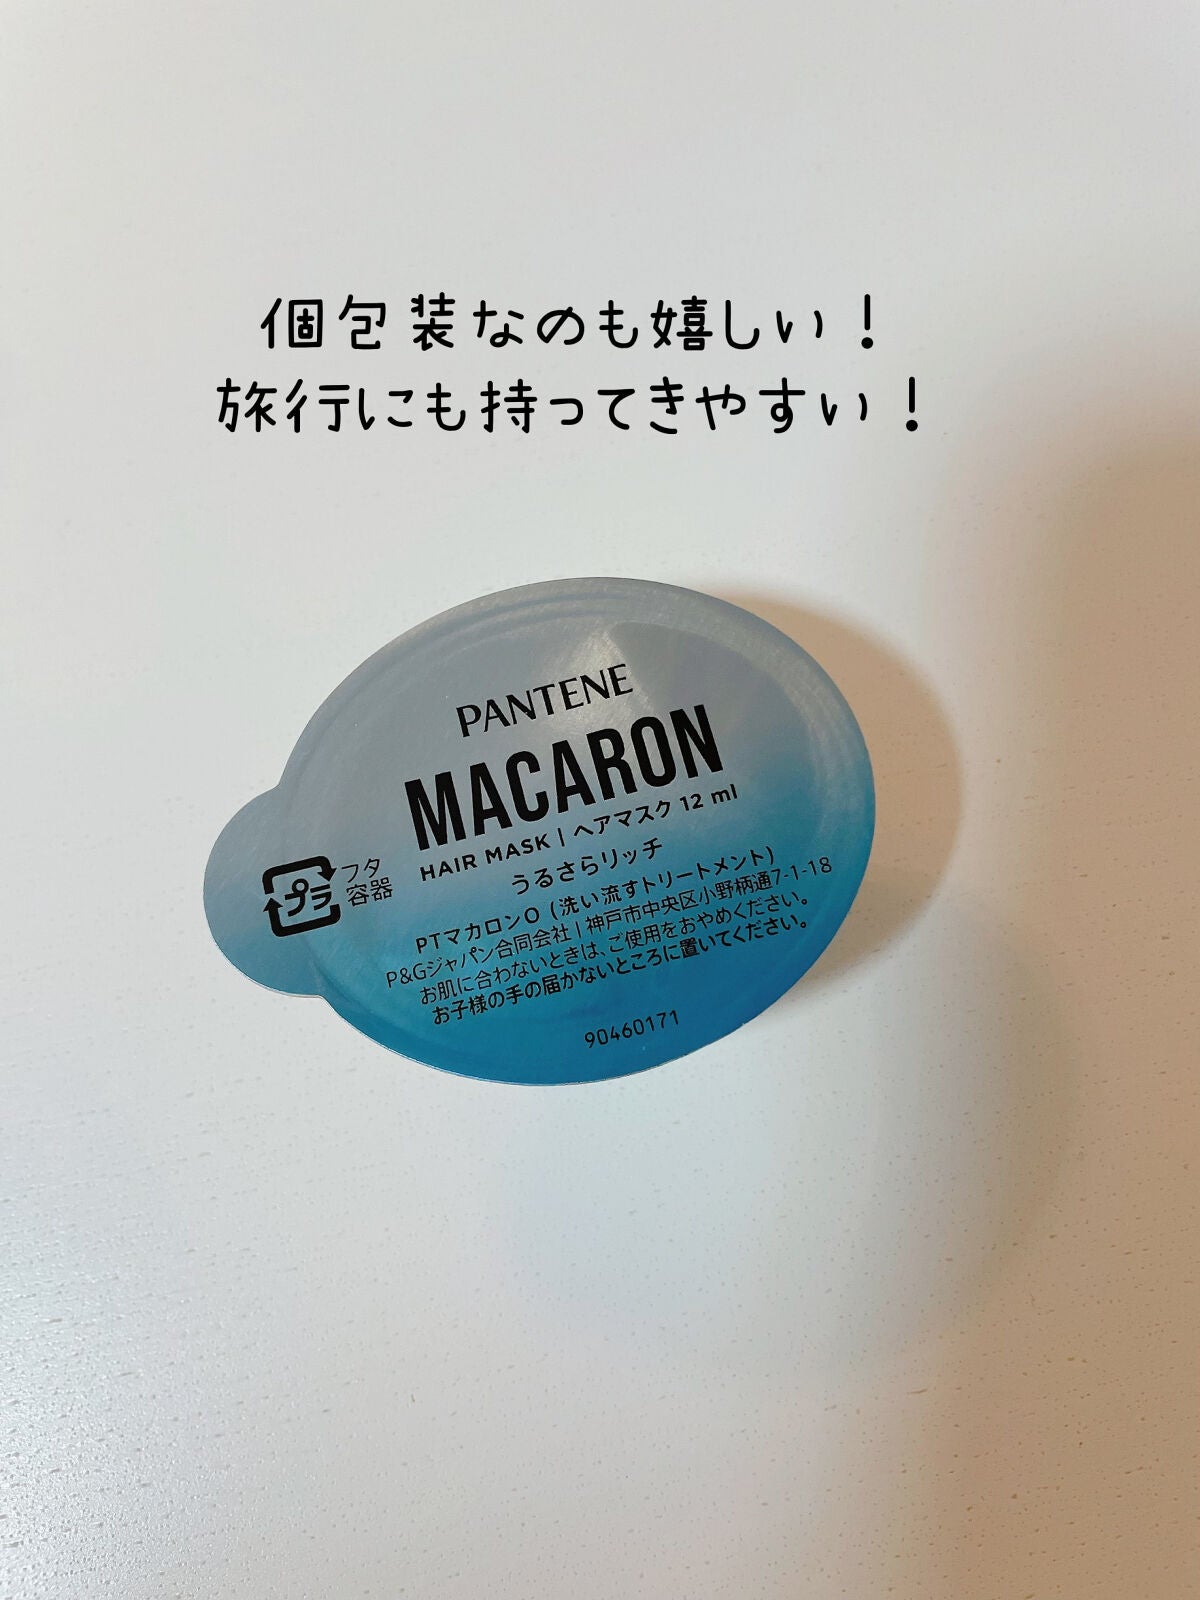 個包装なのも嬉しい！
旅行にも持ってきやすい！
PANTENE
MACARON
HAIR MASK | ヘアマスク 12 ml
うるさらリッチ
PTマカロンO (洗い流すトリートメント)
P&Gジャパン合同会社 | 神戸市中央区小野柄通7-1-18
お肌に合わないときは、ご使用をおやめください。
お子様の手の届かないところに置いてください。
90460171
プラ
フタ
容器